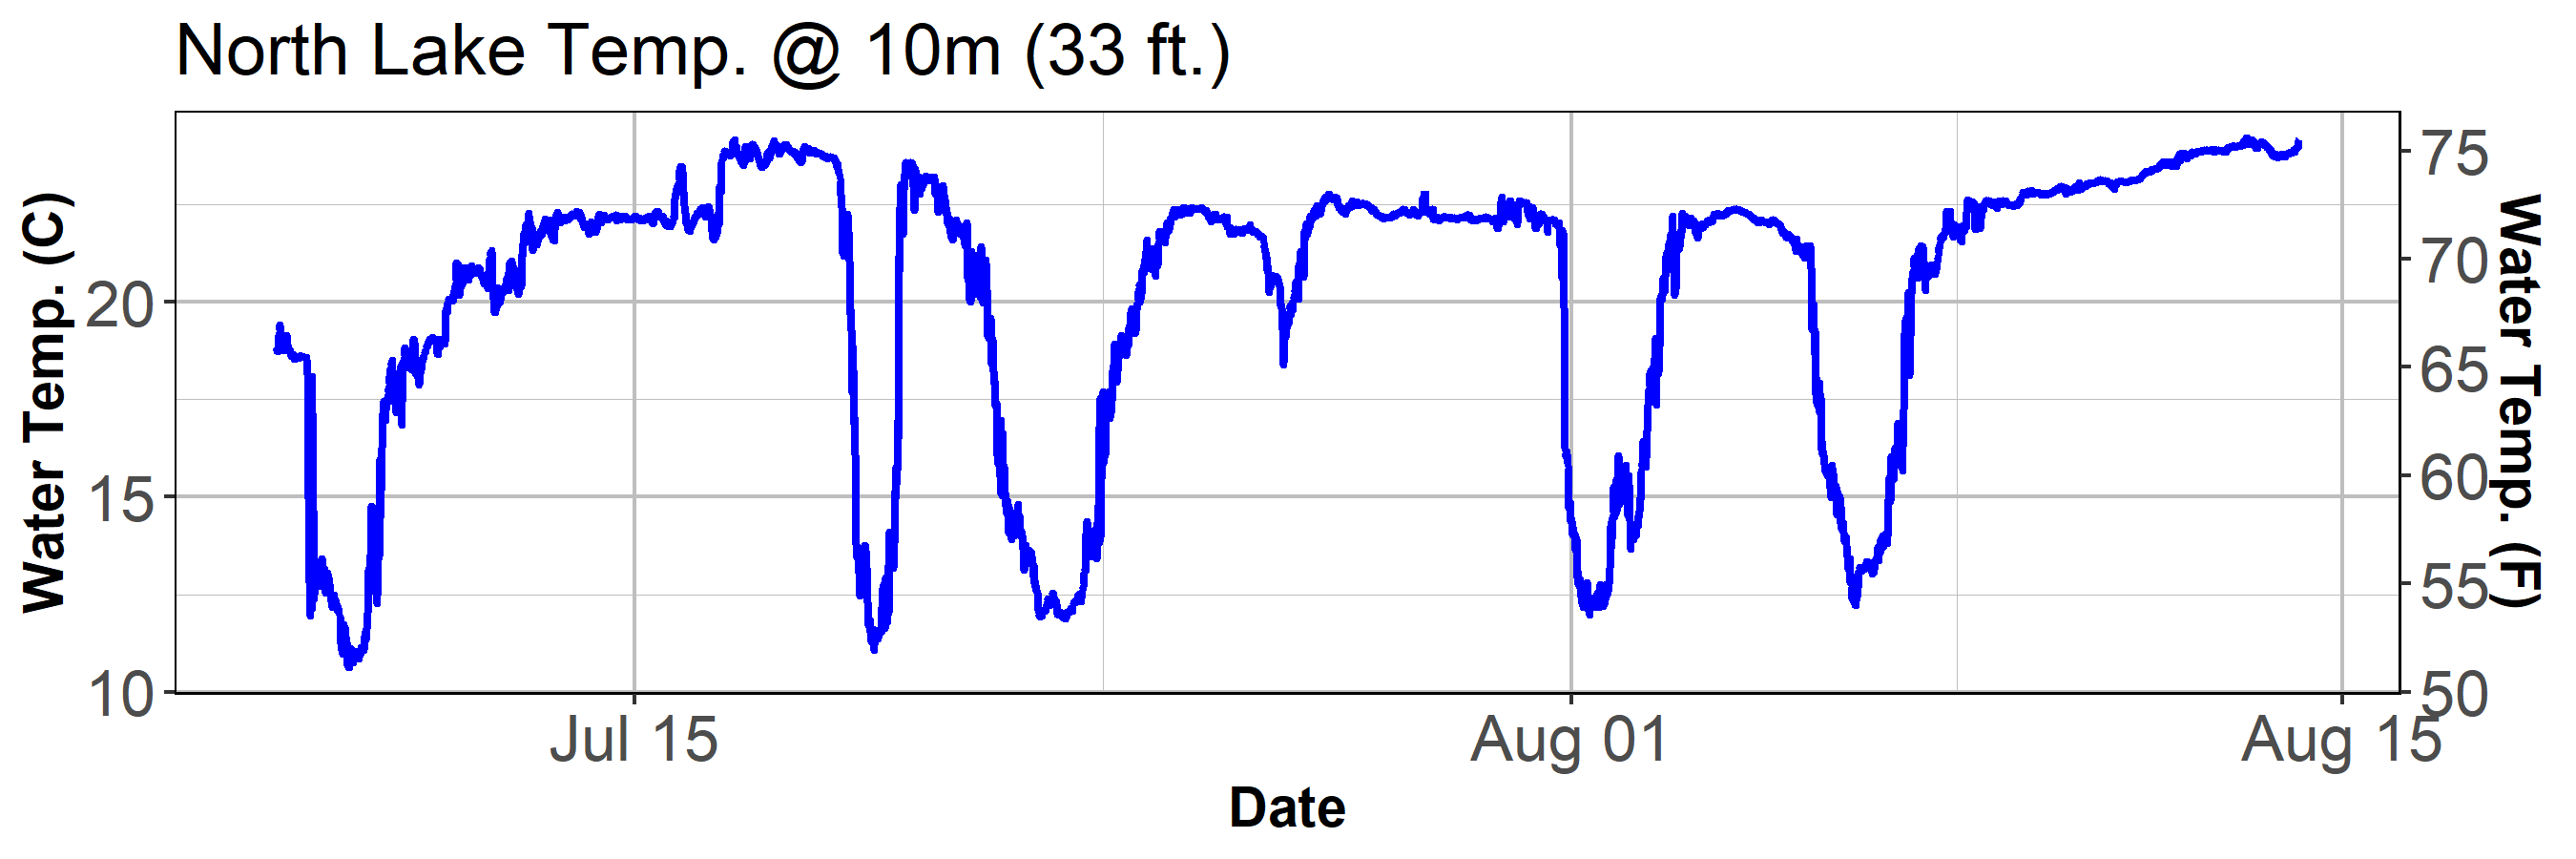 North Lake Temp. @ 10m (33 ft.)
Water Temp. (C)
20
15
10
75
70
65
60
55
50
Water Temp. (F)
Jul 15
Aug 01
Aug 15
Date